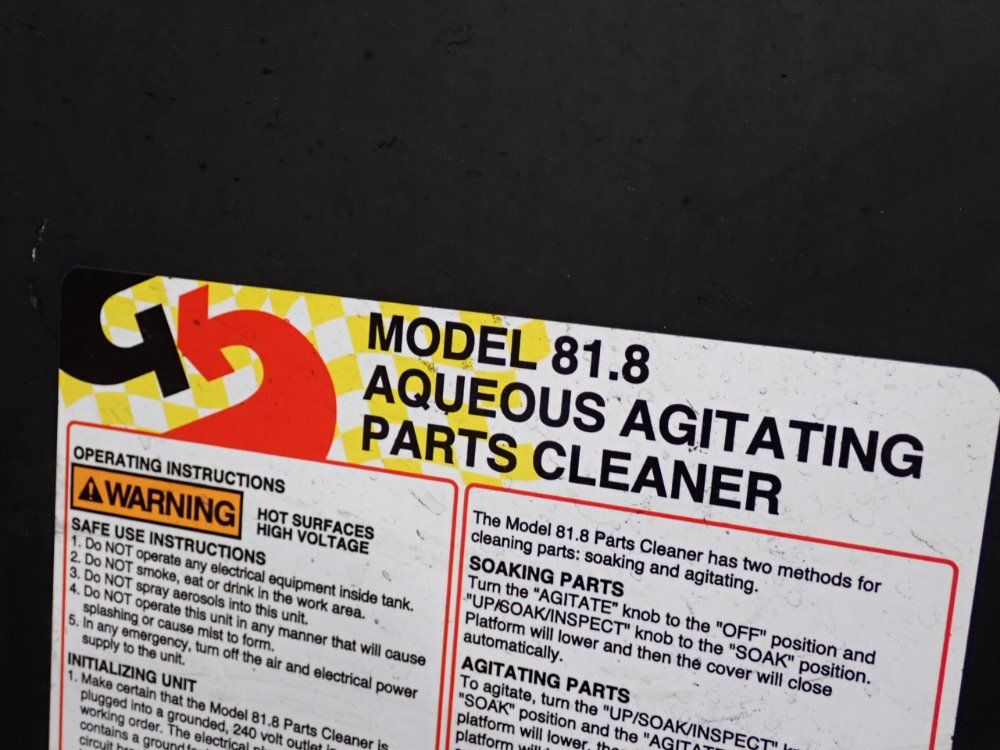 MODEL 81.8
AQUEOUS AGITATING
PARTS CLEANER
OPERATING INSTRUCTIONS
WARNING
HOT SURFACES
HIGH VOLTAGE
SAFE USE INSTRUCTIONS
1. Do NOT operate any electrical equipment inside tank.
2. Do NOT smoke, eat or drink in the work area.
3. Do NOT spray aerosols into this unit.
4. Do NOT operate this unit in any manner that will cause
splashing or cause mist to form.
5. In any emergency, turn off the air and electrical power
supply to the unit.
INITIALIZING UNIT
1. Make certain that the Model 81.8 Parts Cleaner is
plugged into a grounded, 240 volt outlet
working order. The electrical
contains a ground
circuit
The Model 81.8 Parts Cleaner has two methods for
cleaning parts: soaking and agitating.
SOAKING PARTS
Turn the "AGITATE" knob to the "OFF" position and
"UP/SOAK/INSPECT" knob to the "SOAK" position.
Platform will lower and then the cover will close
automatically.
AGITATING PARTS
To agitate, turn the "UP/SOAK/INSPECT"
"SOAK" position and the "AGITATE"
platform will lower,
platform will